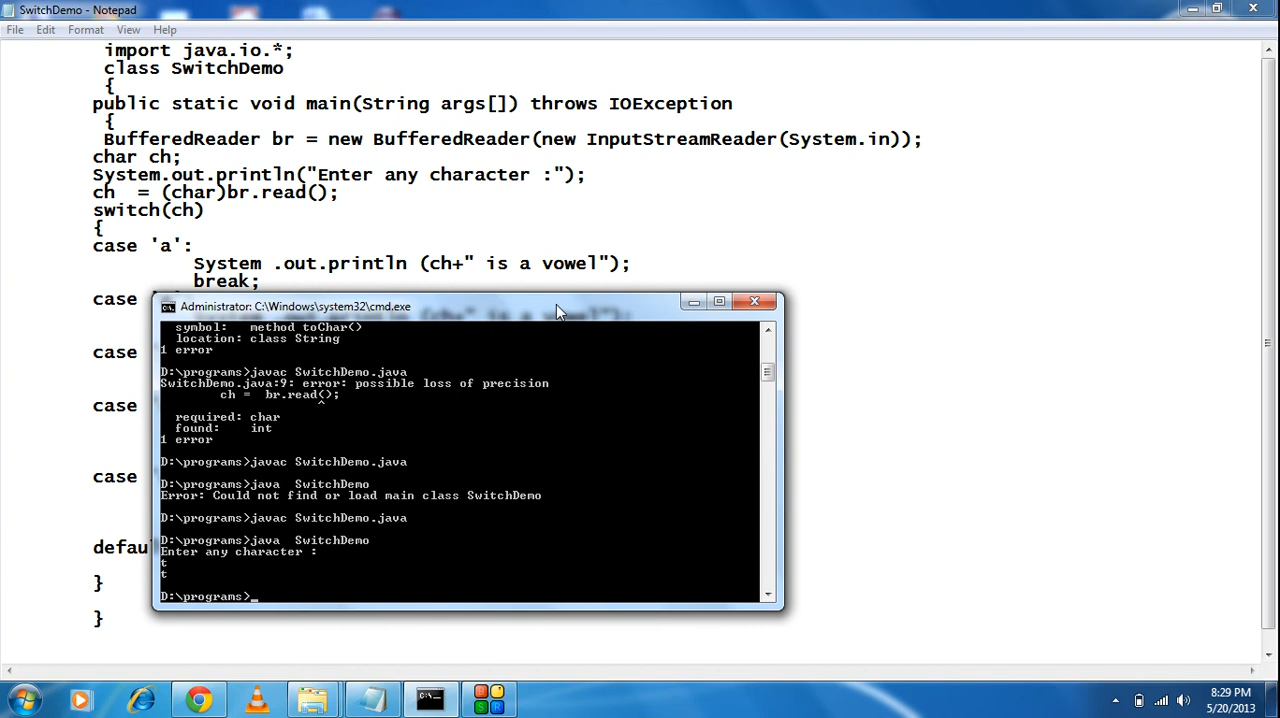 SwitchDemo - Notepad
File Edit Format View Help
import java.io.*;
class SwitchDemo
{
public static void main(String args[]) throws IOException
{
BufferedReader br = new BufferedReader(new InputStreamReader(System.in));
char ch;
System.out.println("Enter any character :");
ch  = (char)br.read();
switch(ch)
{
case 'a':
System .out.println (ch+" is a vowel");
break;
case
case
case
case
defau
}
}
Administrator: C:\Windows\system32\cmd.exe
symbol:   method toChar()
location: class String
1 error
D:\programs>javac SwitchDemo.java
SwitchDemo.java:9: error: possible loss of precision
ch =  br.read();
^
required: char
found:    int
1 error
D:\programs>javac SwitchDemo.java
D:\programs>java  SwitchDemo
Error: Could not find or load main class SwitchDemo
D:\programs>javac SwitchDemo.java
D:\programs>java  SwitchDemo
Enter any character :
t
t
D:\programs>_
8:29 PM
5/20/2013